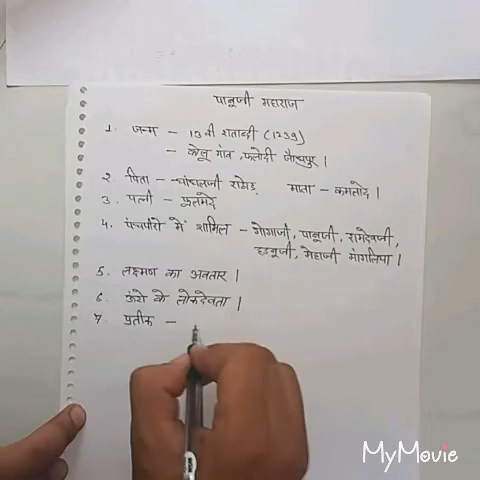 पाबूजी महाराज
1. जन्म - 13वी शताब्दी (1239)
- कोलू गांव, फलोदी जोधपुर।
2. पिता - धांधलजी राठौड़ माता - कमलादे।
3. पत्नी - फूलमदे
4. पंचपीरो में शामिल - गोगाजी, पाबूजी, रामदेवजी,
हडबूजी, मेहाजी मांगलिया।
5. लक्ष्मण का अवतार।
6. ऊंटो के लोकदेवता।
7. प्रतीक -
MyMovie